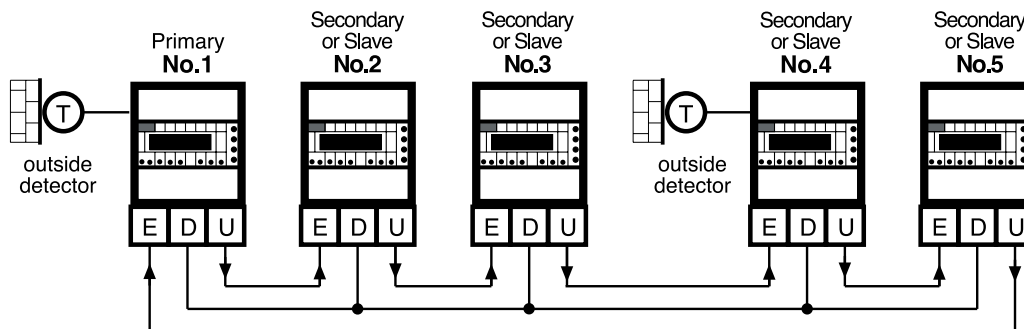 Primary
No.1
Secondary
or Slave
No.2
Secondary
or Slave
No.3
Secondary
or Slave
No.4
Secondary
or Slave
No.5
T
outside
detector
T
outside
detector
E D U
E D U
E D U
E D U
E D U